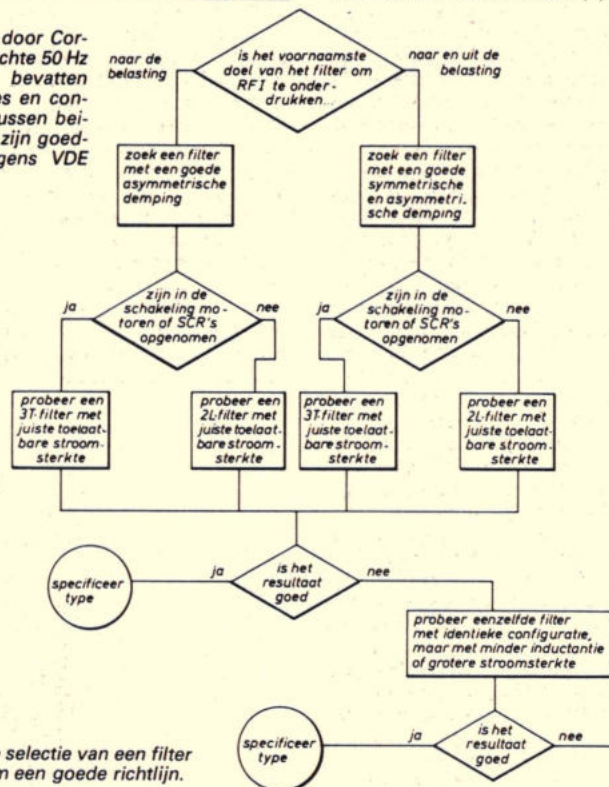 door Cor-
chte 50 Hz
bevatten
es en con-
ussen bei-
zijn goed-
gens VDE
naar de
belasting
is het voornaamste
doel van het filter om
RFI te onder-
drukken...
naar en uit de
belasting
zoek een filter
met een goede
asymmetrische
demping
zoek een filter
met een goede
symmetrische
en asymmetri-
sche demping
ja
zijn in de
schakeling mo-
toren of SCR's
opgenomen
nee
ja
zijn in de
schakeling mo-
toren of SCR's
opgenomen
nee
probeer een
3T-filter met
juiste toelaat-
bare stroom-
sterkte
probeer een
2L-filter met
juiste toelaat-
bare stroom-
sterkte
probeer een
3T-filter met
juiste toelaat-
bare stroom-
sterkte
probeer een
2L-filter met
juiste toelaat-
bare stroom-
sterkte
specificeer
type
ja
is het
resultaat
goed
nee
probeer eenzelfde filter
met identieke configuratie,
maar met minder inductantie
of grotere stroomsterkte
specificeer
type
ja
is het
resultaat
goed
nee
selectie van een filter
n een goede richtlijn.